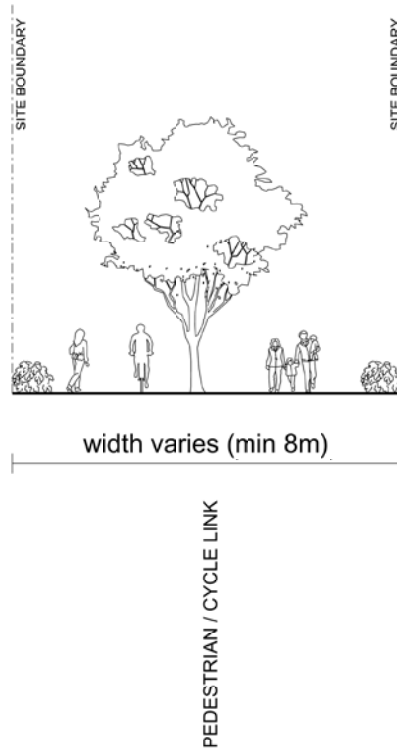 SITE BOUNDARY
SITE BOUNDARY
width varies (min 8m)
PEDESTRIAN / CYCLE LINK